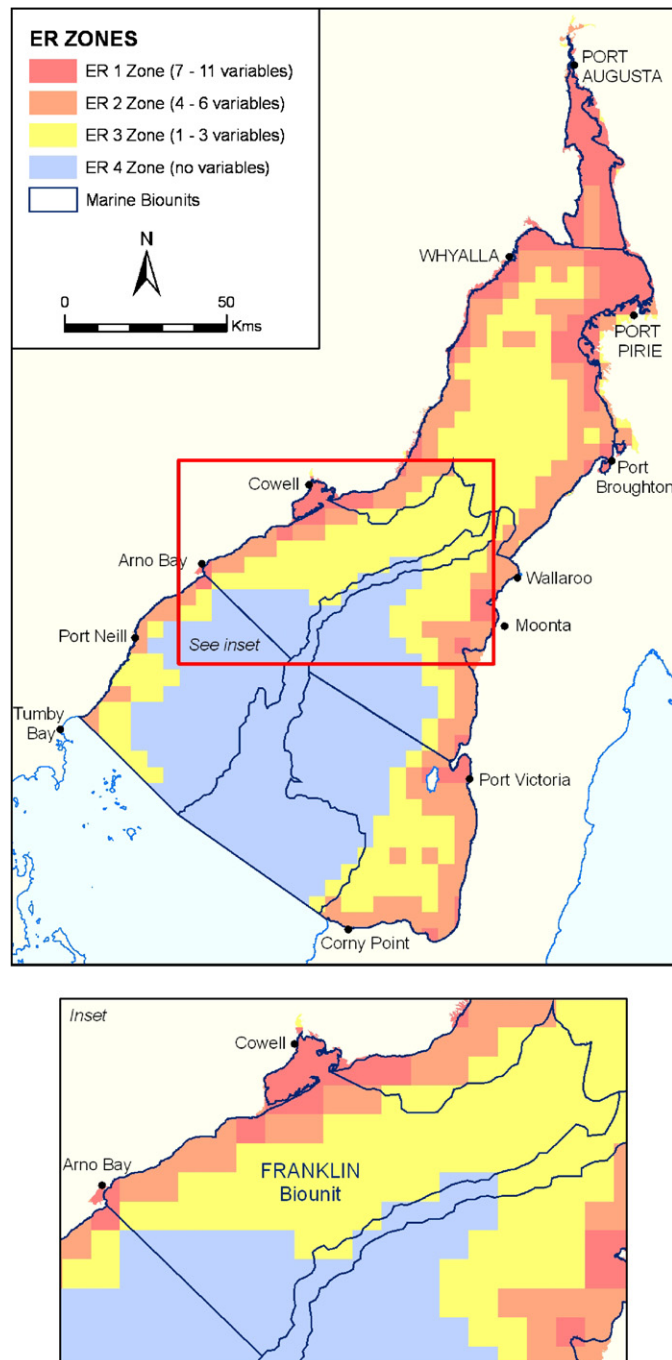 ER ZONES
ER 1 Zone (7 - 11 variables)
ER 2 Zone (4 - 6 variables)
ER 3 Zone (1 - 3 variables)
ER 4 Zone (no variables)
Marine Biounits
N
0 50
Kms
PORT
AUGUSTA
WHYALLA
PORT
PIRIE
Cowell
Port
Broughton
Arno Bay
Wallaroo
Port Neill
See inset
Moonta
Tumby
Bay
Port Victoria
Corny Point
Inset
Cowell
Arno Bay
FRANKLIN
Biounit